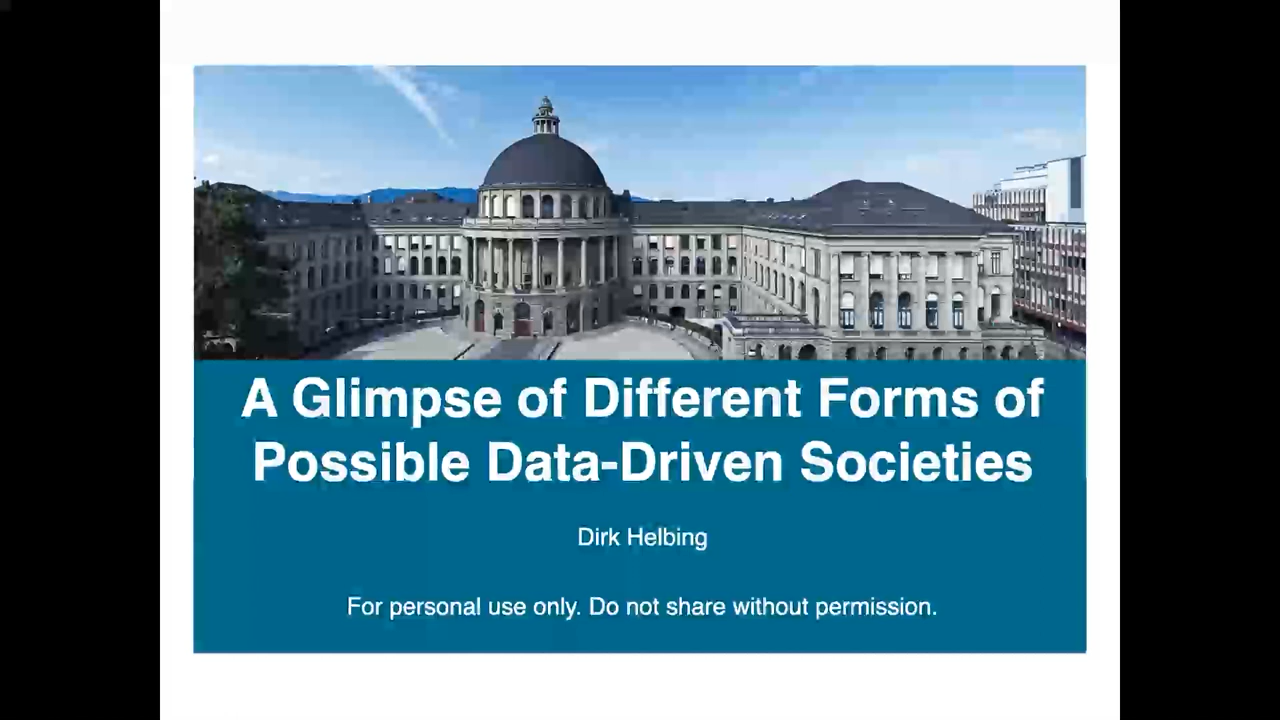 A Glimpse of Different Forms of
Possible Data-Driven Societies
Dirk Helbing
For personal use only. Do not share without permission.